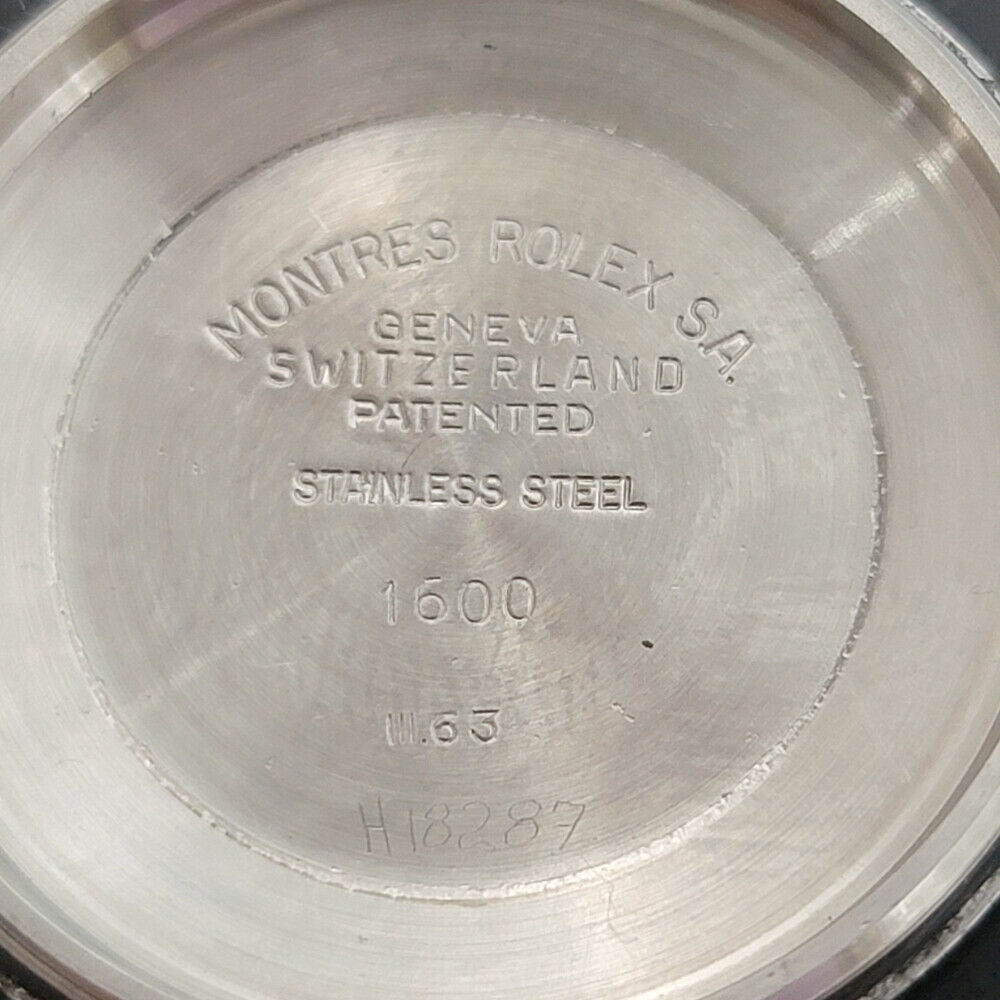 MONTRES ROLEX S.A.
GENEVA
SWITZERLAND
PATENTED
STAINLESS STEEL
1600
III.63
H18287